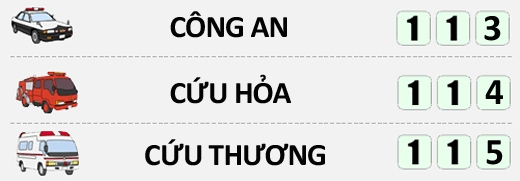 CÔNG AN 113
CỨU HỎA 114
CỨU THƯƠNG 115